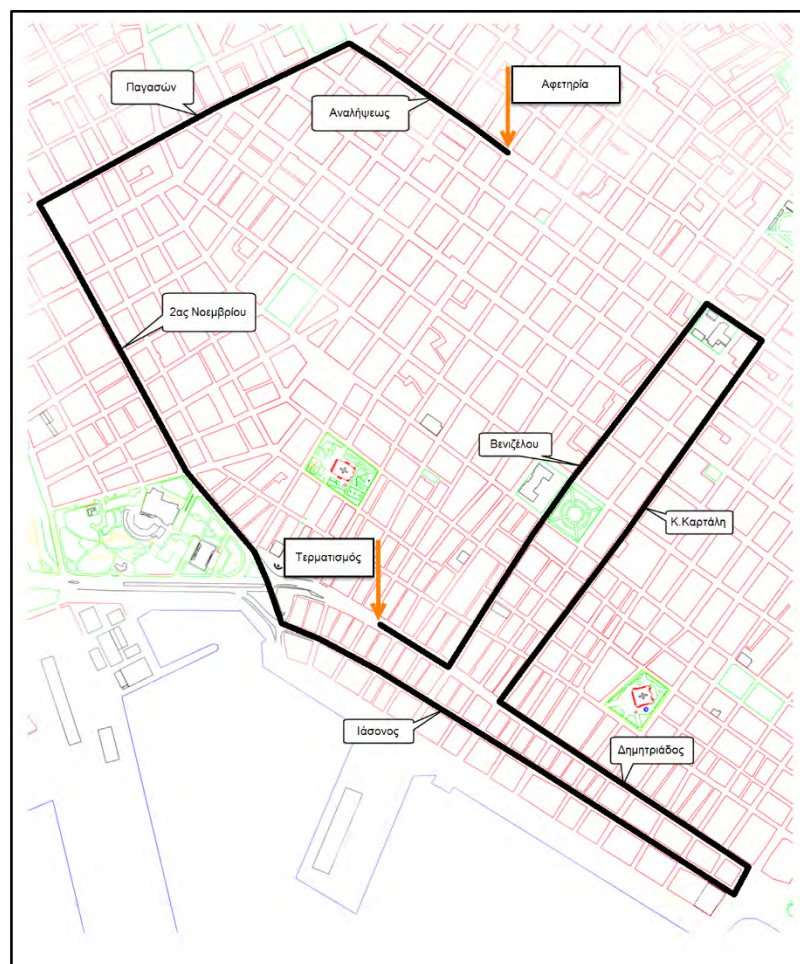 Αφετηρία
Παγασών
Αναλήψεως
2ας Νοεμβρίου
Βενιζέλου
Κ.Καρτάλη
Τερματισμός
Ιάσονος
Δημητριάδος